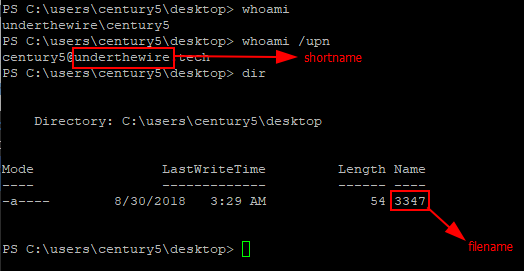 PS C:\users\century5\desktop> whoami
underthewire\century5
PS C:\users\century5\desktop> whoami /upn
century5@underthewire tech shortname
PS C:\users\century5\desktop> dir
Directory: C:\users\century5\desktop
Mode LastWriteTime Length Name
---- ------------- ------ ----
-a---- 8/30/2018 3:29 AM 54 3347
PS C:\users\century5\desktop>
filename